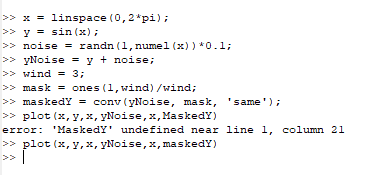 >> x = linspace(0,2*pi);
>> y = sin(x);
>> noise = randn(1,numel(x))*0.1;
>> yNoise = y + noise;
>> wind = 3;
>> mask = ones(1,wind)/wind;
>> maskedY = conv(yNoise, mask, 'same');
>> plot(x,y,x,yNoise,x,MaskedY)
error: 'MaskedY' undefined near line 1, column 21
>> plot(x,y,x,yNoise,x,maskedY)
>>